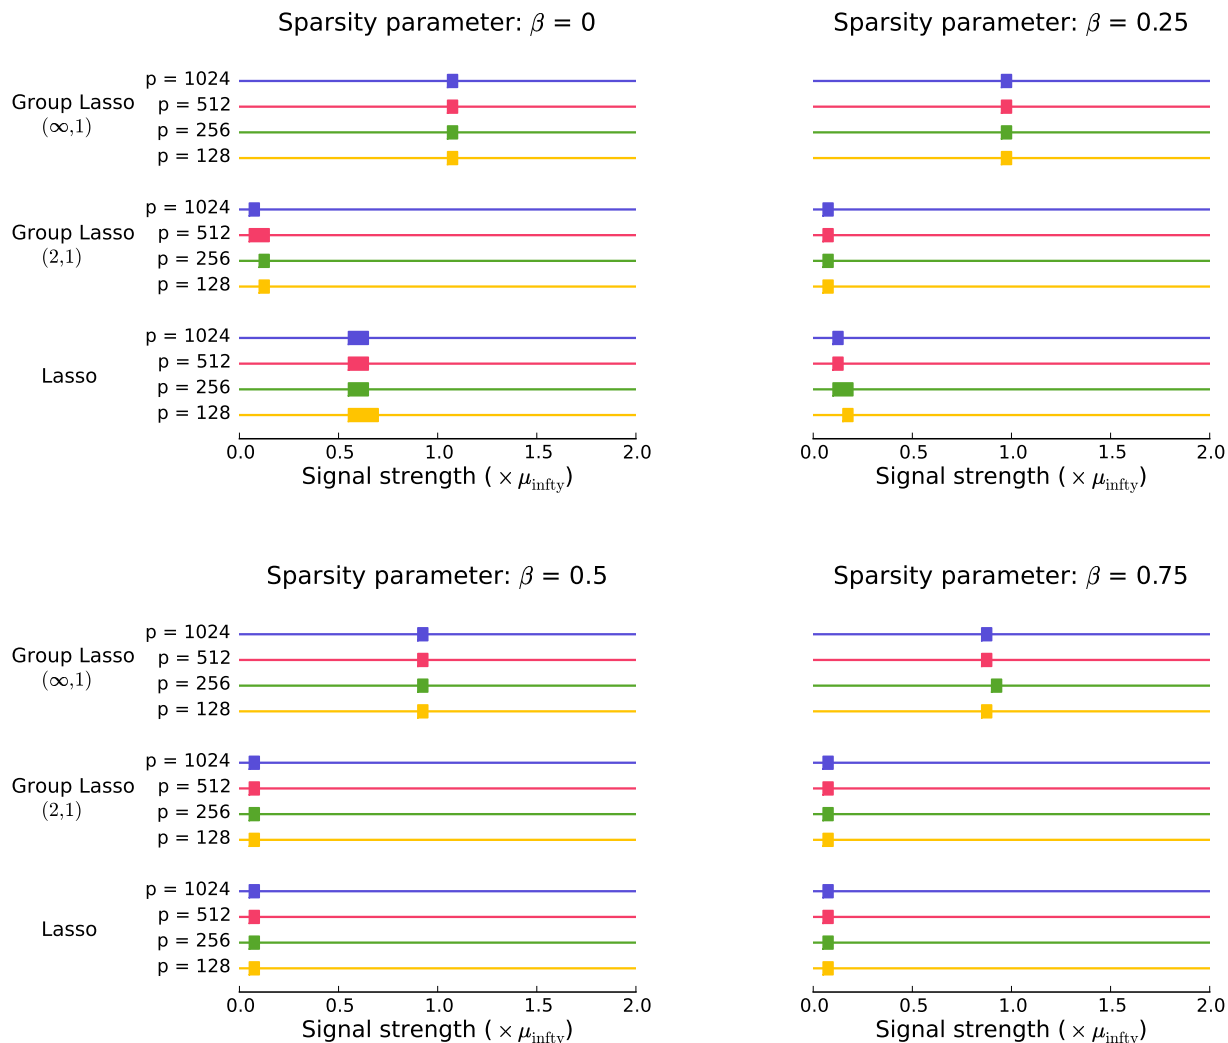 Sparsity parameter: β = 0
p = 1024
Group Lasso
p = 512
(∞,1)
p = 256
p = 128
p = 1024
Group Lasso
p = 512
(2,1)
p = 256
p = 128
p = 1024
p = 512
Lasso
p = 256
p = 128
0.0 0.5 1.0 1.5 2.0
Signal strength ( × μ_infty)
Sparsity parameter: β = 0.25
0.0 0.5 1.0 1.5 2.0
Signal strength ( × μ_infty)
Sparsity parameter: β = 0.5
p = 1024
Group Lasso
p = 512
(∞,1)
p = 256
p = 128
p = 1024
Group Lasso
p = 512
(2,1)
p = 256
p = 128
p = 1024
p = 512
Lasso
p = 256
p = 128
0.0 0.5 1.0 1.5 2.0
Signal strength ( × μ_infty)
Sparsity parameter: β = 0.75
0.0 0.5 1.0 1.5 2.0
Signal strength ( × μ_infty)